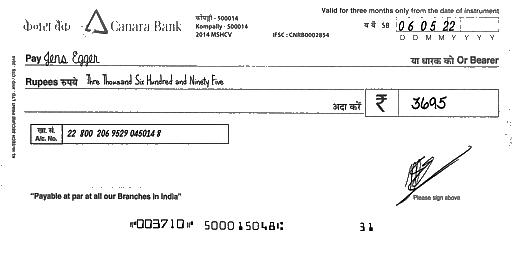 केनरा बैंक Canara Bank
कोंपल्ली - 500014
Kompally - 500014
2014 MSHCV
IFSC : CNRB0002854
Valid for three months only from the date of instrument
SB 06 05 22
D D M M Y Y Y Y
Pay Jens Egger
या धारक को Or Bearer
Rupees रुपये Thre Thousand Six Hundred and Ninety Five
अदा करें ₹ 3695
खा. सं.
A/c. No. 22 800 206 9529 045014 8
Please sign above
"Payable at par at all our Branches in India"
⑈003710⑈ 500015048⑆ 31